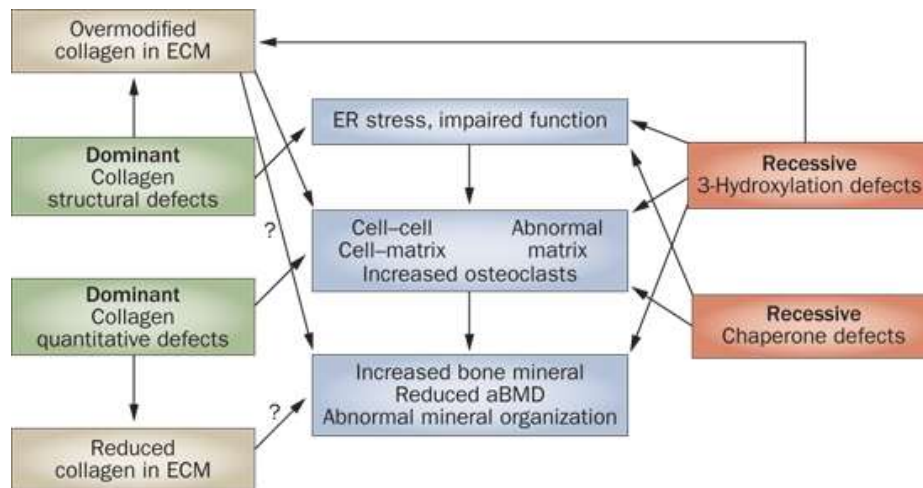 Overmodified
collagen in ECM
ER stress, impaired function
Dominant
Collagen
structural defects
Recessive
3-Hydroxylation defects
?
Cell–cell Abnormal
Cell–matrix matrix
Increased osteoclasts
Dominant
Collagen
quantitative defects
Recessive
Chaperone defects
Increased bone mineral
Reduced aBMD
Abnormal mineral organization
?
Reduced
collagen in ECM